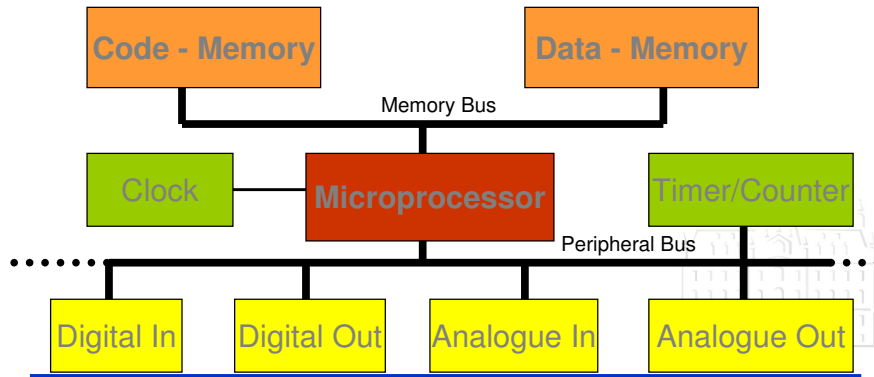 Code - Memory
Data - Memory
Memory Bus
Clock
Microprocessor
Timer/Counter
Peripheral Bus
Digital In
Digital Out
Analogue In
Analogue Out